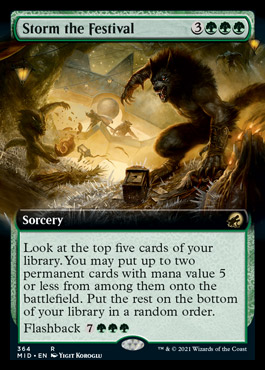 Storm the Festival 3
Sorcery
Look at the top five cards of your
library. You may put up to two
permanent cards with mana value 5
or less from among them onto the
battlefield. Put the rest on the bottom
of your library in a random order.
Flashback 7
364 R
MID • EN YIGIT KOROGLU
™ & © 2021 Wizards of the Coast